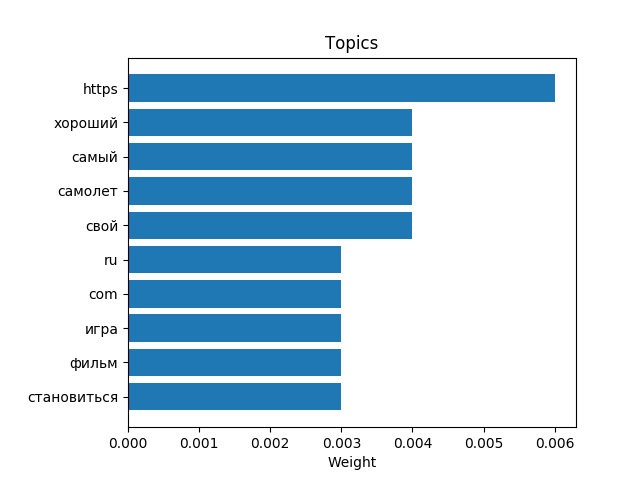 Topics
https
хороший
самый
самолет
свой
ru
com
игра
фильм
становиться
0.000 0.001 0.002 0.003 0.004 0.005 0.006
Weight